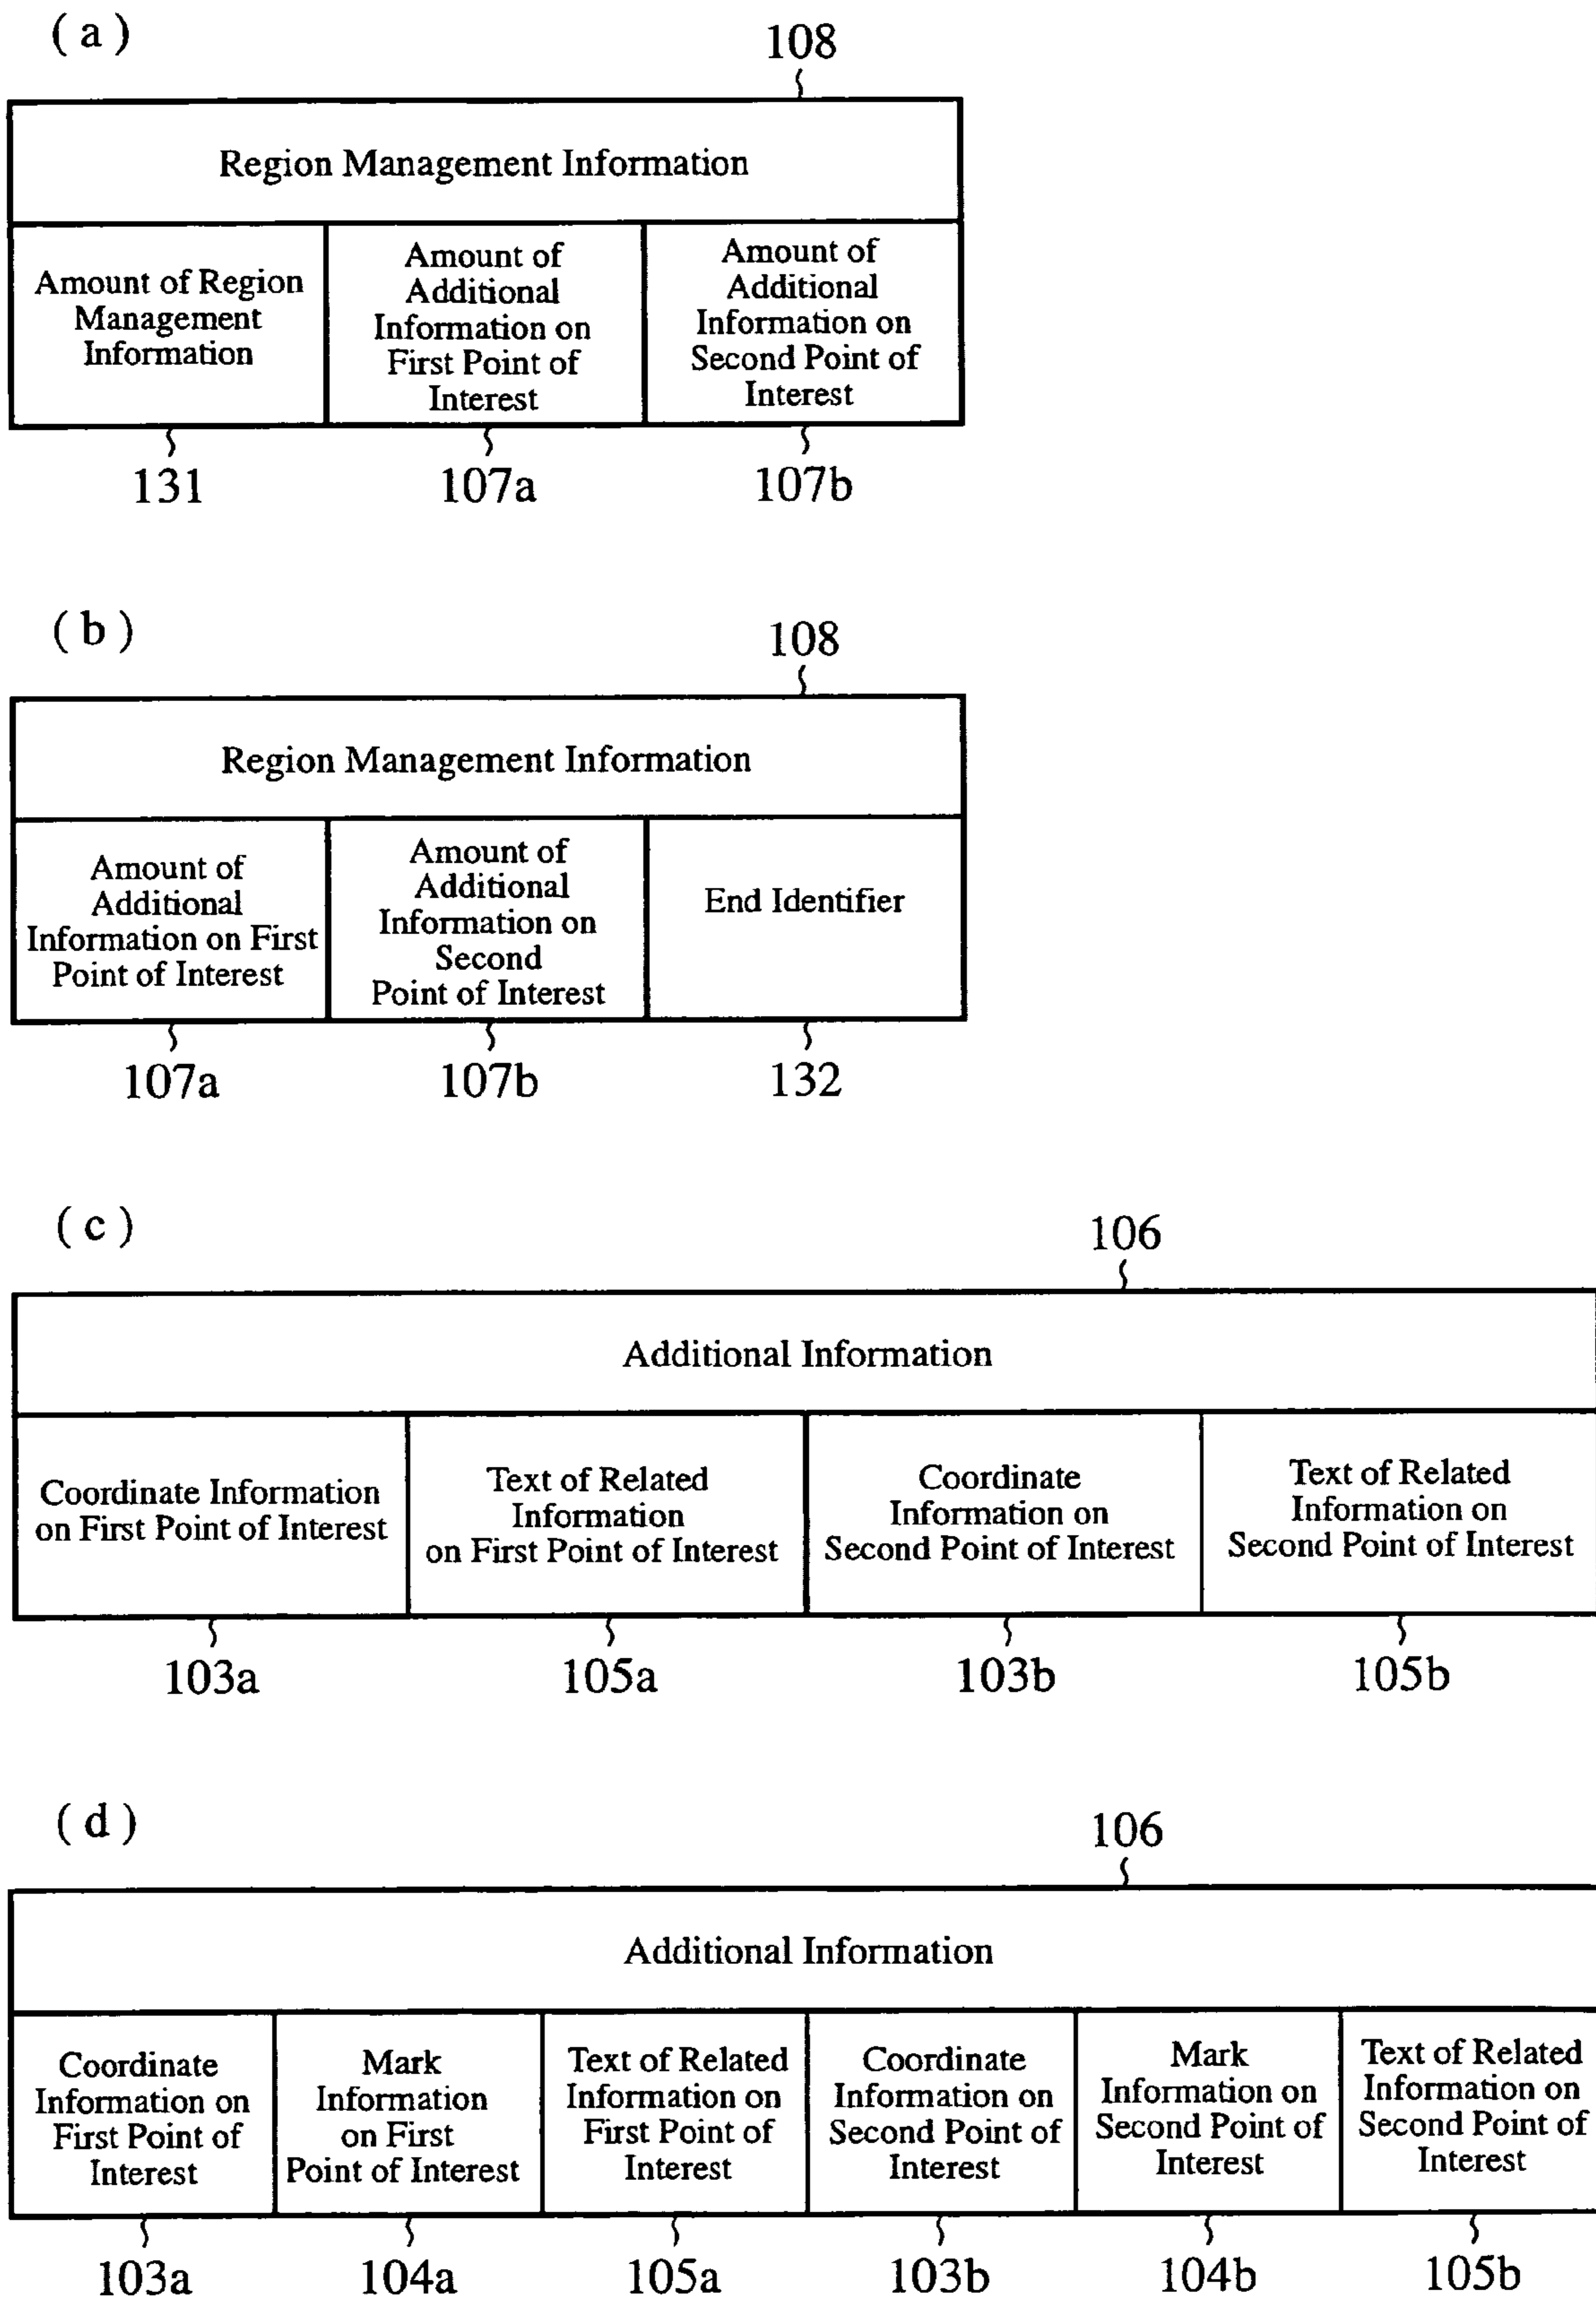 ( a )
108
Region Management Information
Amount of Region
Management
Information
Amount of
Additional
Information on
First Point of
Interest
Amount of
Additional
Information on
Second Point of
Interest
131
107a
107b
( b )
108
Region Management Information
Amount of
Additional
Information on First
Point of Interest
Amount of
Additional
Information on
Second
Point of Interest
End Identifier
107a
107b
132
( c )
106
Additional Information
Coordinate Information
on First Point of Interest
Text of Related
Information
on First Point of Interest
Coordinate
Information on
Second Point of Interest
Text of Related
Information on
Second Point of Interest
103a
105a
103b
105b
( d )
106
Additional Information
Coordinate
Information on
First Point of
Interest
Mark
Information
on First
Point of Interest
Text of Related
Information on
First Point of
Interest
Coordinate
Information on
Second Point of
Interest
Mark
Information on
Second Point of
Interest
Text of Related
Information on
Second Point of
Interest
103a
104a
105a
103b
104b
105b